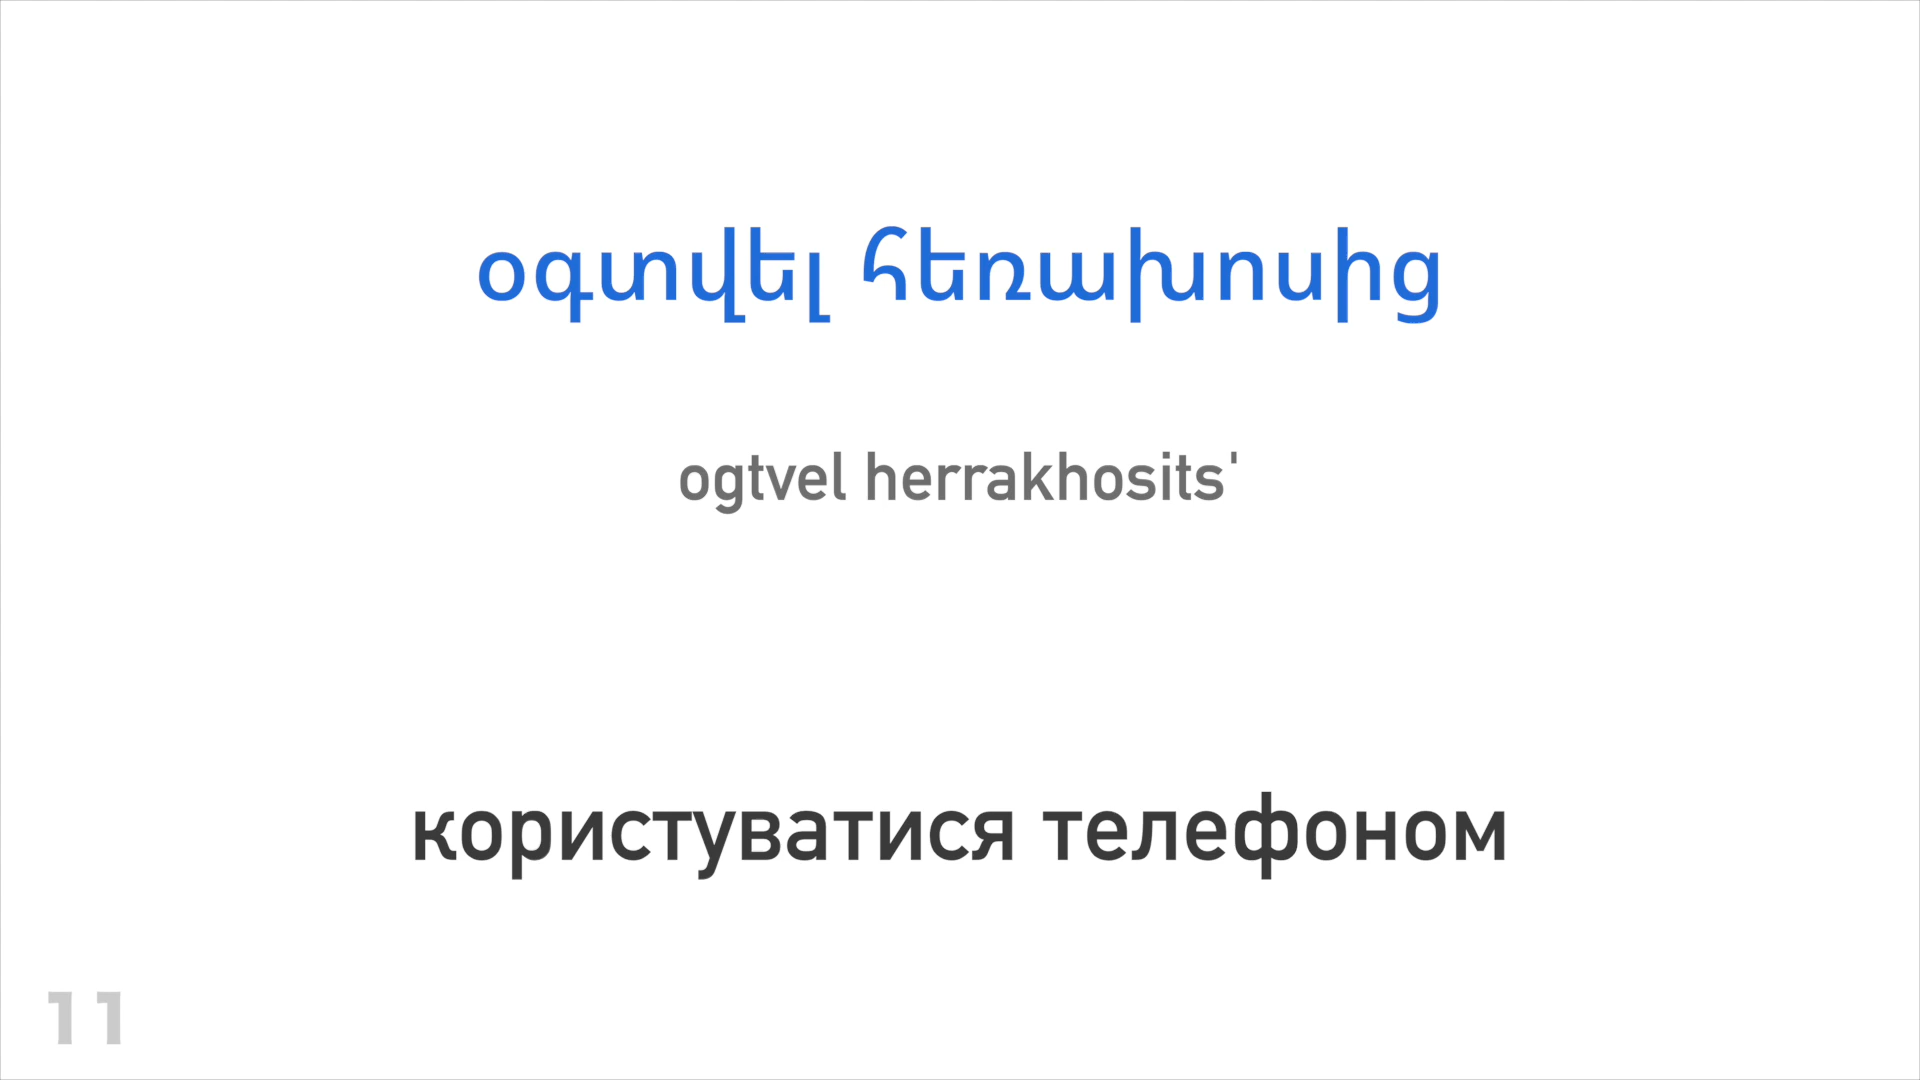 օգտվել հեռախոսից
ogtvel herrakhosits'
користуватися телефоном
11